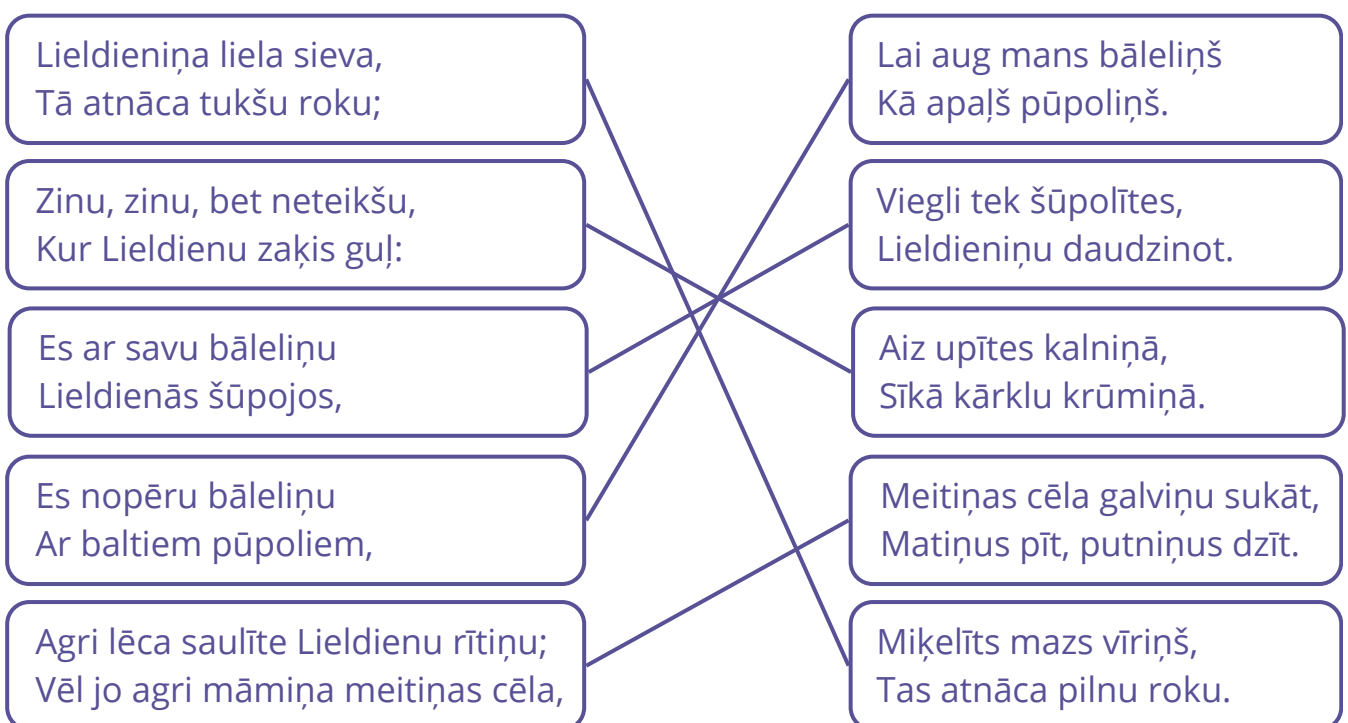 Lieldieniņa liela sieva,
Tā atnāca tukšu roku;
Zinu, zinu, bet neteikšu,
Kur Lieldienu zaķis guļ:
Es ar savu bāleliņu
Lieldienās šūpojos,
Es nopēru bāleliņu
Ar baltiem pūpoliem,
Agri lēca saulīte Lieldienu rītiņu;
Vēl jo agri māmiņa meitiņas cēla,
Lai aug mans bāleliņš
Kā apaļš pūpoliņš.
Viegli tek šūpolītes,
Lieldieniņu daudzinot.
Aiz upītes kalniņā,
Sīkā kārklu krūmiņā.
Meitiņas cēla galviņu sukāt,
Matiņus pīt, putniņus dzīt.
Miķelīts mazs vīriņš,
Tas atnāca pilnu roku.